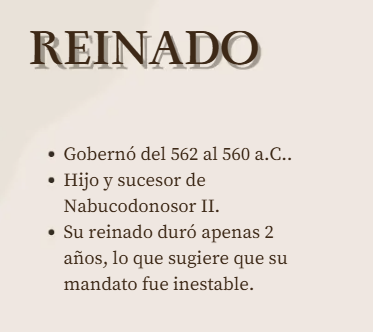 REINADO
• Gobernó del 562 al 560 a.C..
• Hijo y sucesor de
Nabucodonosor II.
• Su reinado duró apenas 2
años, lo que sugiere que su
mandato fue inestable.